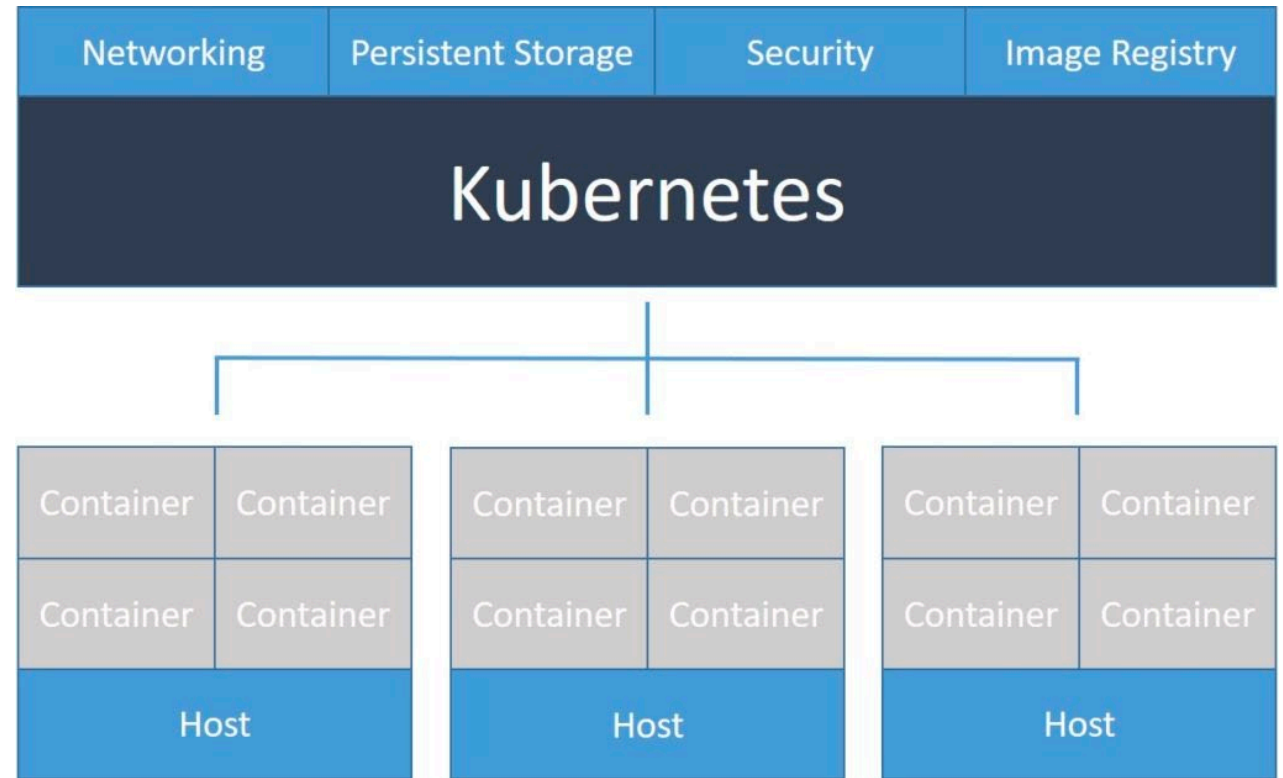 Networking Persistent Storage Security Image Registry
Kubernetes
Container Container Container Container Container Container
Container Container Container Container Container Container
Host Host Host